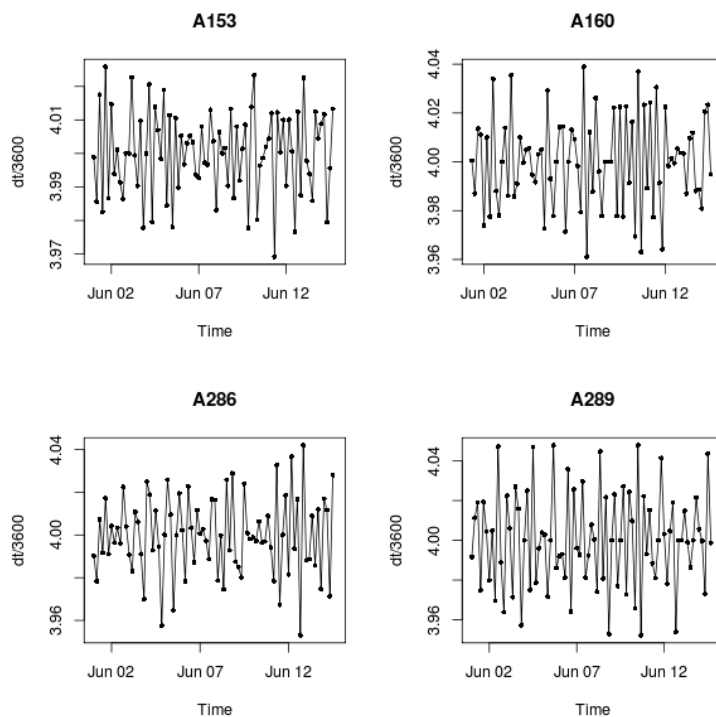 A153
dt/3600
4.01
3.99
3.97
Jun 02 Jun 07 Jun 12
Time
A160
dt/3600
4.04
4.02
4.00
3.98
3.96
Jun 02 Jun 07 Jun 12
Time
A286
dt/3600
4.04
4.00
3.96
Jun 02 Jun 07 Jun 12
Time
A289
dt/3600
4.04
4.00
3.96
Jun 02 Jun 07 Jun 12
Time